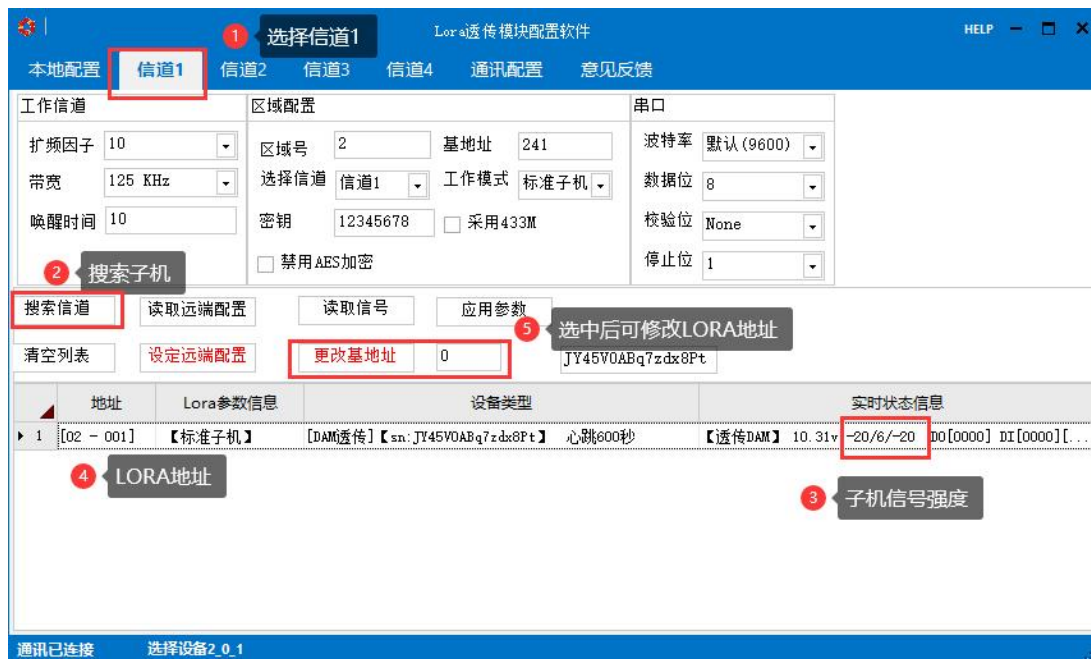 1 选择信道1
Lora透传模块配置软件
HELP
本地配置 信道1 信道2 信道3 信道4 通讯配置 意见反馈
工作信道 区域配置 串口
扩频因子 10 区域号 2 基地址 241 波特率 默认(9600)
带宽 125 KHz 选择信道 信道1 工作模式 标准子机 数据位 8
唤醒时间 10 密钥 12345678 采用433M 校验位 None
禁用AES加密 停止位 1
2 搜索子机
搜索信道 读取远端配置 读取信号 应用参数
5 选中后可修改LORA地址
清空列表 设定远端配置 更改基地址 0 JY45V0ABq7zdx8Pt
地址 Lora参数信息 设备类型 实时状态信息
1 [02 - 001] 【标准子机】 [DAM透传]【sn:JY45V0ABq7zdx8Pt】 心跳600秒 【透传DAM】 10.31v -20/6/-20 DO[0000] DI[0000][...
4 LORA地址
3 子机信号强度
通讯已连接 选择设备2_0_1